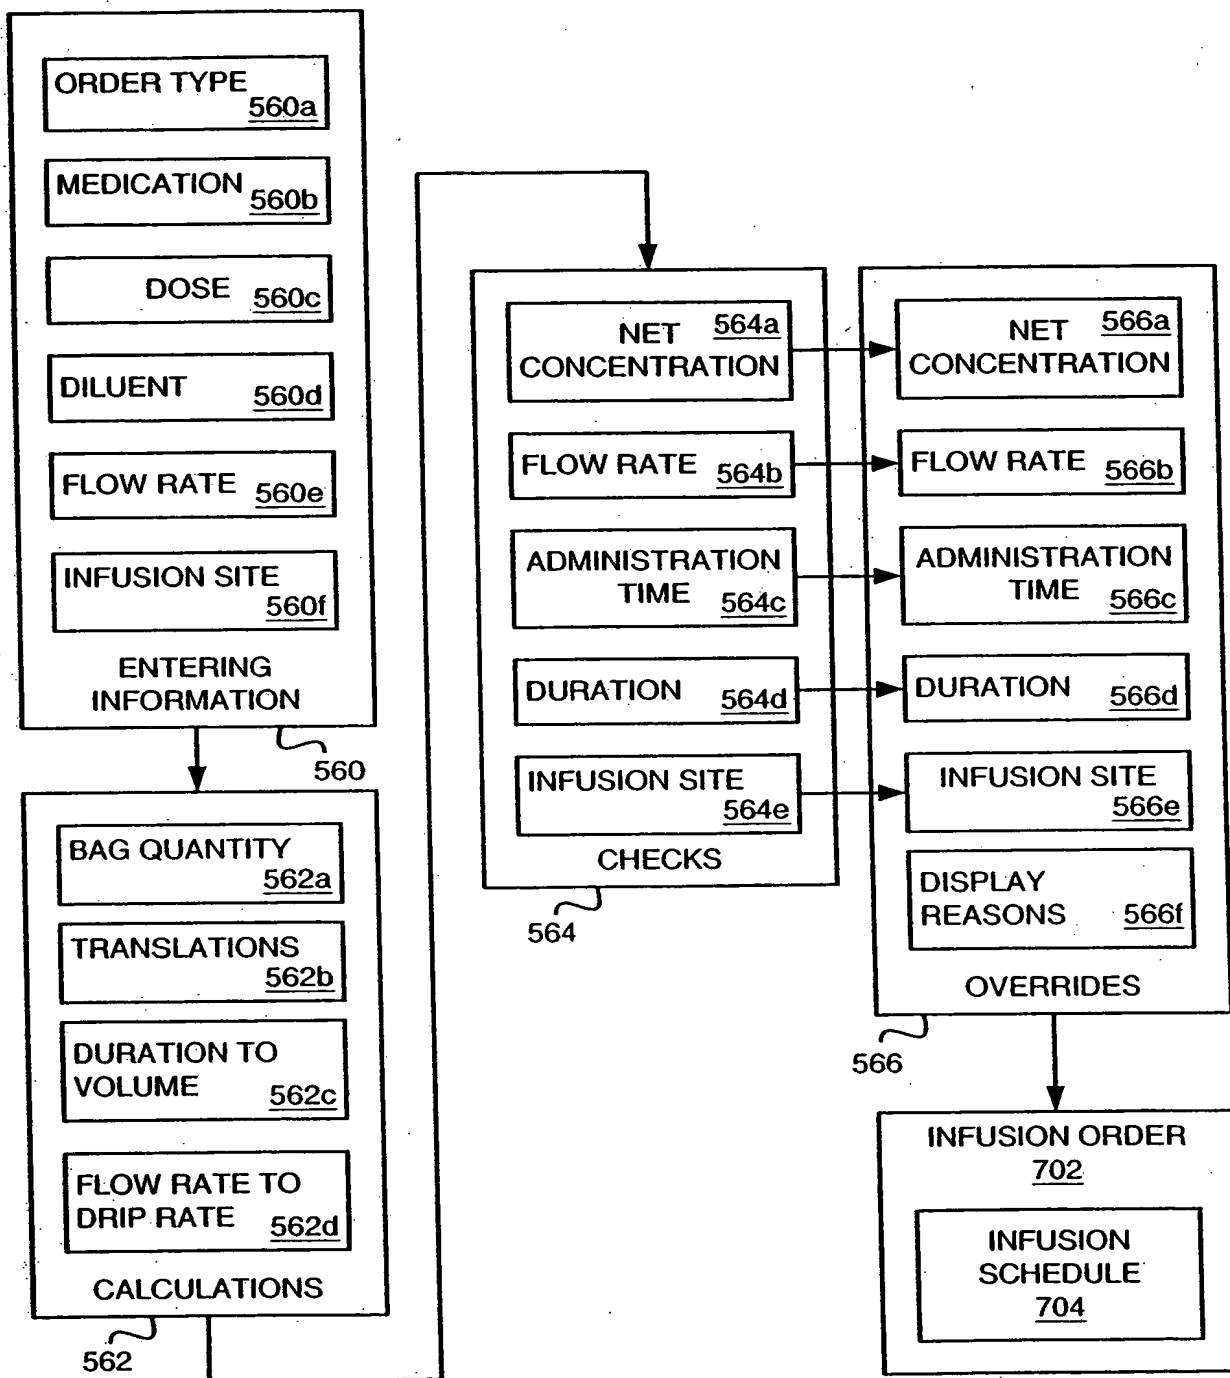 ORDER TYPE
560a
MEDICATION
560b
DOSE 560c
DILUENT
560d
FLOW RATE
560e
INFUSION SITE
560f
ENTERING
INFORMATION
560
BAG QUANTITY
562a
TRANSLATIONS
562b
DURATION TO
VOLUME 562c
FLOW RATE TO
DRIP RATE 562d
CALCULATIONS
562
NET 564a
CONCENTRATION
FLOW RATE 564b
ADMINISTRATION
TIME 564c
DURATION 564d
INFUSION SITE
564e
CHECKS
564
NET 566a
CONCENTRATION
FLOW RATE 566b
ADMINISTRATION
TIME 566c
DURATION 566d
INFUSION SITE
566e
DISPLAY
REASONS 566f
OVERRIDES
566
INFUSION ORDER
702
INFUSION
SCHEDULE
704